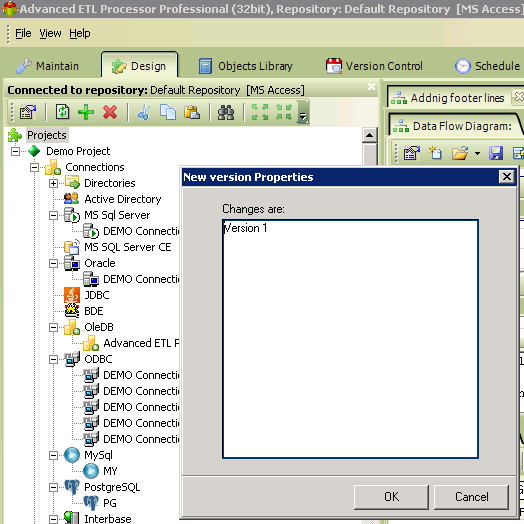 Advanced ETL Processor Professional (32bit), Repository: Default Repository [MS Access]
File View Help
Maintain Design Objects Library Version Control Schedule
Connected to repository: Default Repository [MS Access]
Addnig footer lines
Data Flow Diagram:
Projects
Demo Project
Connections
Directories
Active Directory
MS Sql Server
DEMO Connecti
MS SQL Server CE
Oracle
DEMO Connecti
JDBC
BDE
OleDB
Advanced ETL P
ODBC
DEMO Connecti
DEMO Connecti
DEMO Connecti
DEMO Connecti
DEMO Connecti
MySql
MY
PostgreSQL
PG
Interbase
New version Properties
Changes are:
Version 1
OK Cancel